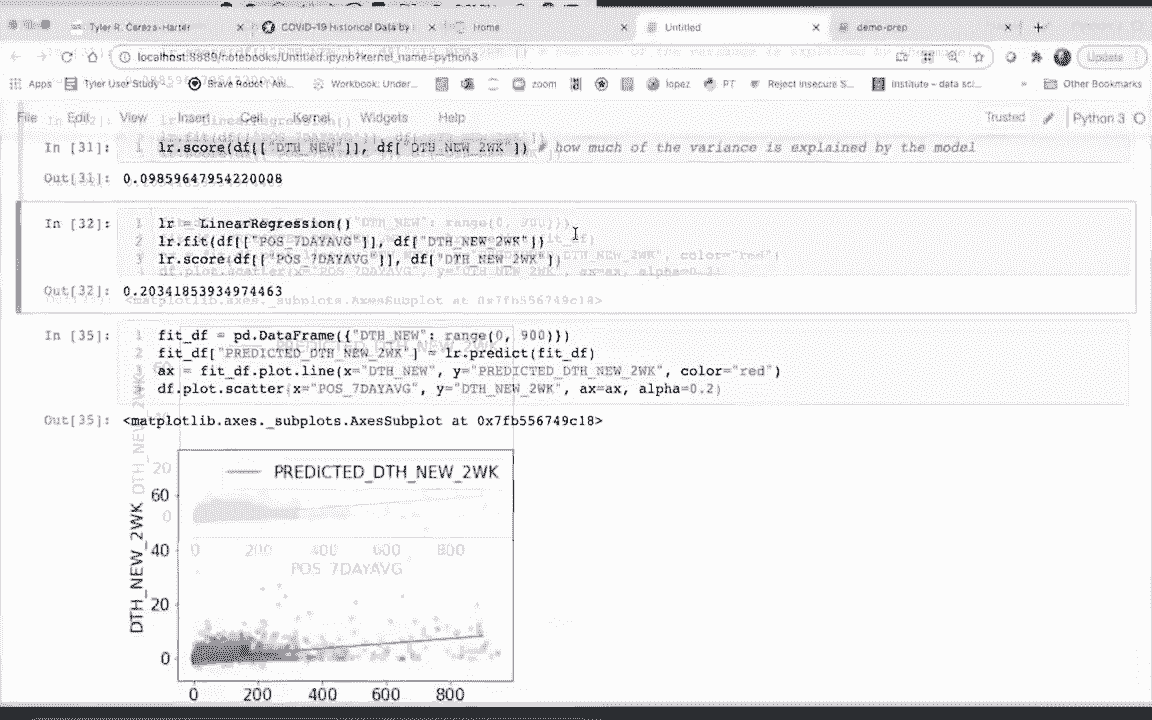 Tyler R. Caraza-Harter
COVID-19 Historical Data by
Home
Untitled
demo-prep
localhost:8889/notebooks/Untitled.ipynb?kernel_name=python3
Update
Apps
Tyler User Study -
Brave Robot | An...
Workbook: Under...
zoom
lopez
PT
Reject Insecure S...
Institute – data sci...
Other Bookmarks
File Edit View Insert Cell Kernel Widgets Help
Trusted
Python 3
In [31]: 1 lr.score(df[["DTH_NEW"]], df["DTH_NEW_2WK"]) # how much of the variance is explained by the model
Out[31]: 0.09859647954220008
In [32]: 1 lr = LinearRegression()
2 lr.fit(df[["POS_7DAYAVG"]], df["DTH_NEW_2WK"])
3 lr.score(df[["POS_7DAYAVG"]], df["DTH_NEW_2WK"])
Out[32]: 0.20341853934974463
In [35]: 1 fit_df = pd.DataFrame({"DTH_NEW": range(0, 900)})
2 fit_df["PREDICTED_DTH_NEW_2WK"] = lr.predict(fit_df)
3 ax = fit_df.plot.line(x="DTH_NEW", y="PREDICTED_DTH_NEW_2WK", color="red")
4 df.plot.scatter(x="POS_7DAYAVG", y="DTH_NEW_2WK", ax=ax, alpha=0.2)
Out[35]: <matplotlib.axes._subplots.AxesSubplot at 0x7fb556749c18>
PREDICTED_DTH_NEW_2WK
DTH_NEW_2WK
60
40
20
0
0 200 400 600 800
POS_7DAYAVG
0 200 400 600 800